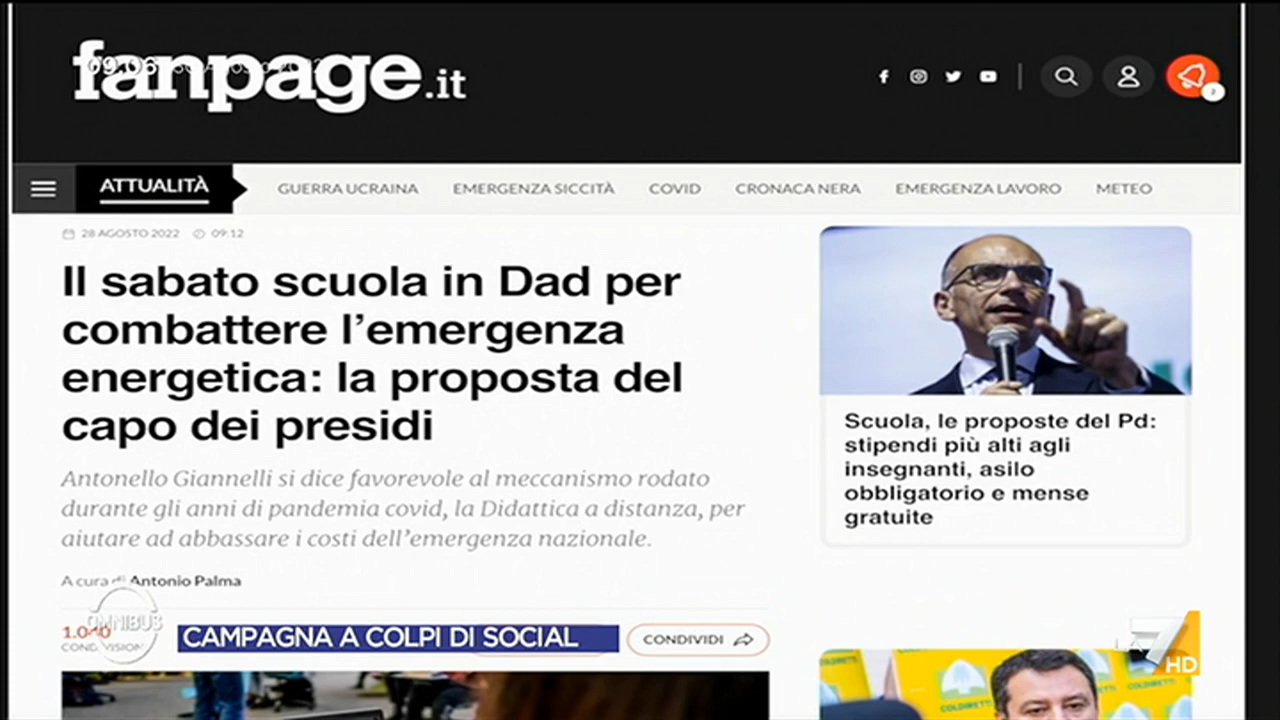 fanpage.it
09.06
ATTUALITÀ
GUERRA UCRAINA
EMERGENZA SICCITÀ
COVID
CRONACA NERA
EMERGENZA LAVORO
METEO
28 AGOSTO 2022 09:12
Il sabato scuola in Dad per
combattere l'emergenza
energetica: la proposta del
capo dei presidi
Antonello Giannelli si dice favorevole al meccanismo rodato
durante gli anni di pandemia covid, la Didattica a distanza, per
aiutare ad abbassare i costi dell'emergenza nazionale.
A cura di Antonio Palma
Scuola, le proposte del Pd:
stipendi più alti agli
insegnanti, asilo
obbligatorio e mense
gratuite
OMNIBUS
CAMPAGNA A COLPI DI SOCIAL
CONDIVIDI
LA7
HD
COLDIRETTI
COLDIRETTI